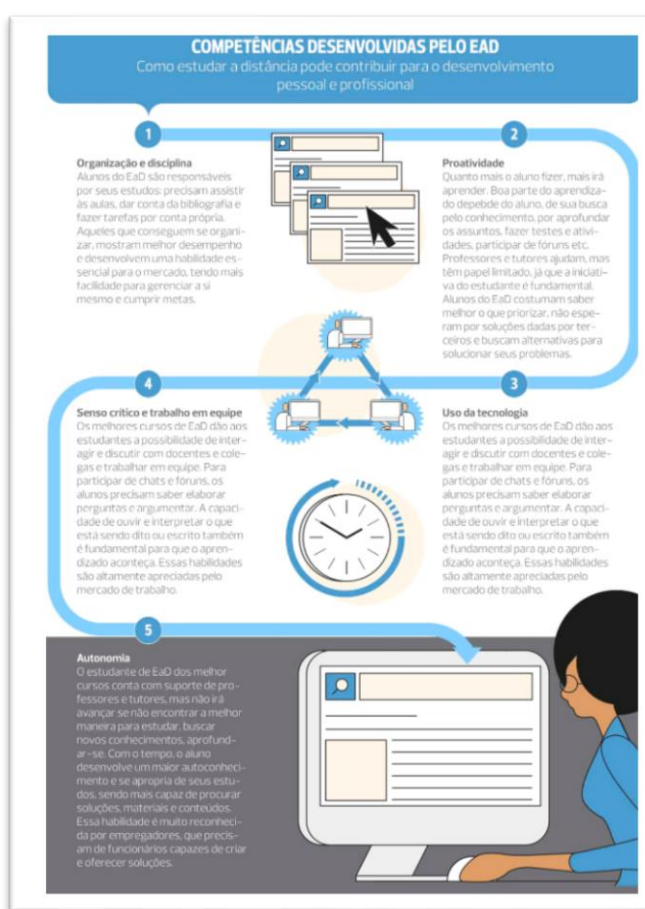 COMPETÊNCIAS DESENVOLVIDAS PELO EAD
Como estudar a distância pode contribuir para o desenvolvimento
pessoal e profissional
1
Organização e disciplina
Alunos do EaD são responsáveis
por seus estudos: precisam assistir
às aulas, dar conta da bibliografia e
fazer tarefas por conta própria.
Aqueles que conseguem se organi-
zar, mostram melhor desempenho
e desenvolvem uma habilidade es-
sencial para o mercado, tendo mais
facilidade para gerenciar a si
mesmo e cumprir metas.
2
Proatividade
Quanto mais o aluno fizer, mais irá
aprender. Boa parte do aprendiza-
do depebde do aluno, de sua busca
pelo conhecimento, por aprofundar
os assuntos, fazer testes e ativi-
dades, participar de fóruns etc.
Professores e tutores ajudam, mas
têm papel limitado, já que a iniciati-
va do estudante é fundamental.
Alunos do EaD costumam saber
melhor o que priorizar, não espe-
ram por soluções dadas por ter-
ceiros e buscam alternativas para
solucionar seus problemas.
3
Uso da tecnologia
Os melhores cursos de EaD dão aos
estudantes a possibilidade de inter-
agir e discutir com docentes e cole-
gas e trabalhar em equipe. Para
participar de chats e fóruns, os
alunos precisam saber elaborar
perguntas e argumentar. A capaci-
dade de ouvir e interpretar o que
está sendo dito ou escrito também
é fundamental para que o apren-
dizado aconteça. Essas habilidades
são altamente apreciadas pelo
mercado de trabalho.
4
Senso crítico e trabalho em equipe
Os melhores cursos de EaD dão aos
estudantes a possibilidade de inter-
agir e discutir com docentes e cole-
gas e trabalhar em equipe. Para
participar de chats e fóruns, os
alunos precisam saber elaborar
perguntas e argumentar. A capaci-
dade de ouvir e interpretar o que
está sendo dito ou escrito também
é fundamental para que o apren-
dizado aconteça. Essas habilidades
são altamente apreciadas pelo
mercado de trabalho.
5
Autonomia
O estudante de EaD dos melhor
cursos conta com suporte de pro-
fessores e tutores, mas não irá
avançar se não encontrar a melhor
maneira para estudar, buscar
novos conhecimentos, aprofund-
ar-se. Com o tempo, o aluno
desenvolve um maior autoconheci-
mento e se apropria de seus estu-
dos, sendo mais capaz de procurar
soluções, materiais e conteúdos.
Essa habilidade é muito reconheci-
da por empregadores, que precis-
am de funcionários capazes de criar
e oferecer soluções.